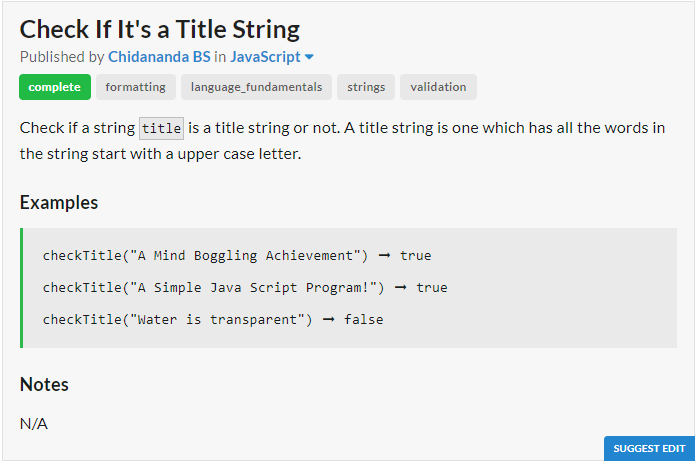 Check If It's a Title String
Published by Chidananda BS in JavaScript
complete formatting language_fundamentals strings validation
Check if a string title is a title string or not. A title string is one which has all the words in
the string start with a upper case letter.
Examples
checkTitle("A Mind Boggling Achievement") ➞ true
checkTitle("A Simple Java Script Program!") ➞ true
checkTitle("Water is transparent") ➞ false
Notes
N/A
SUGGEST EDIT